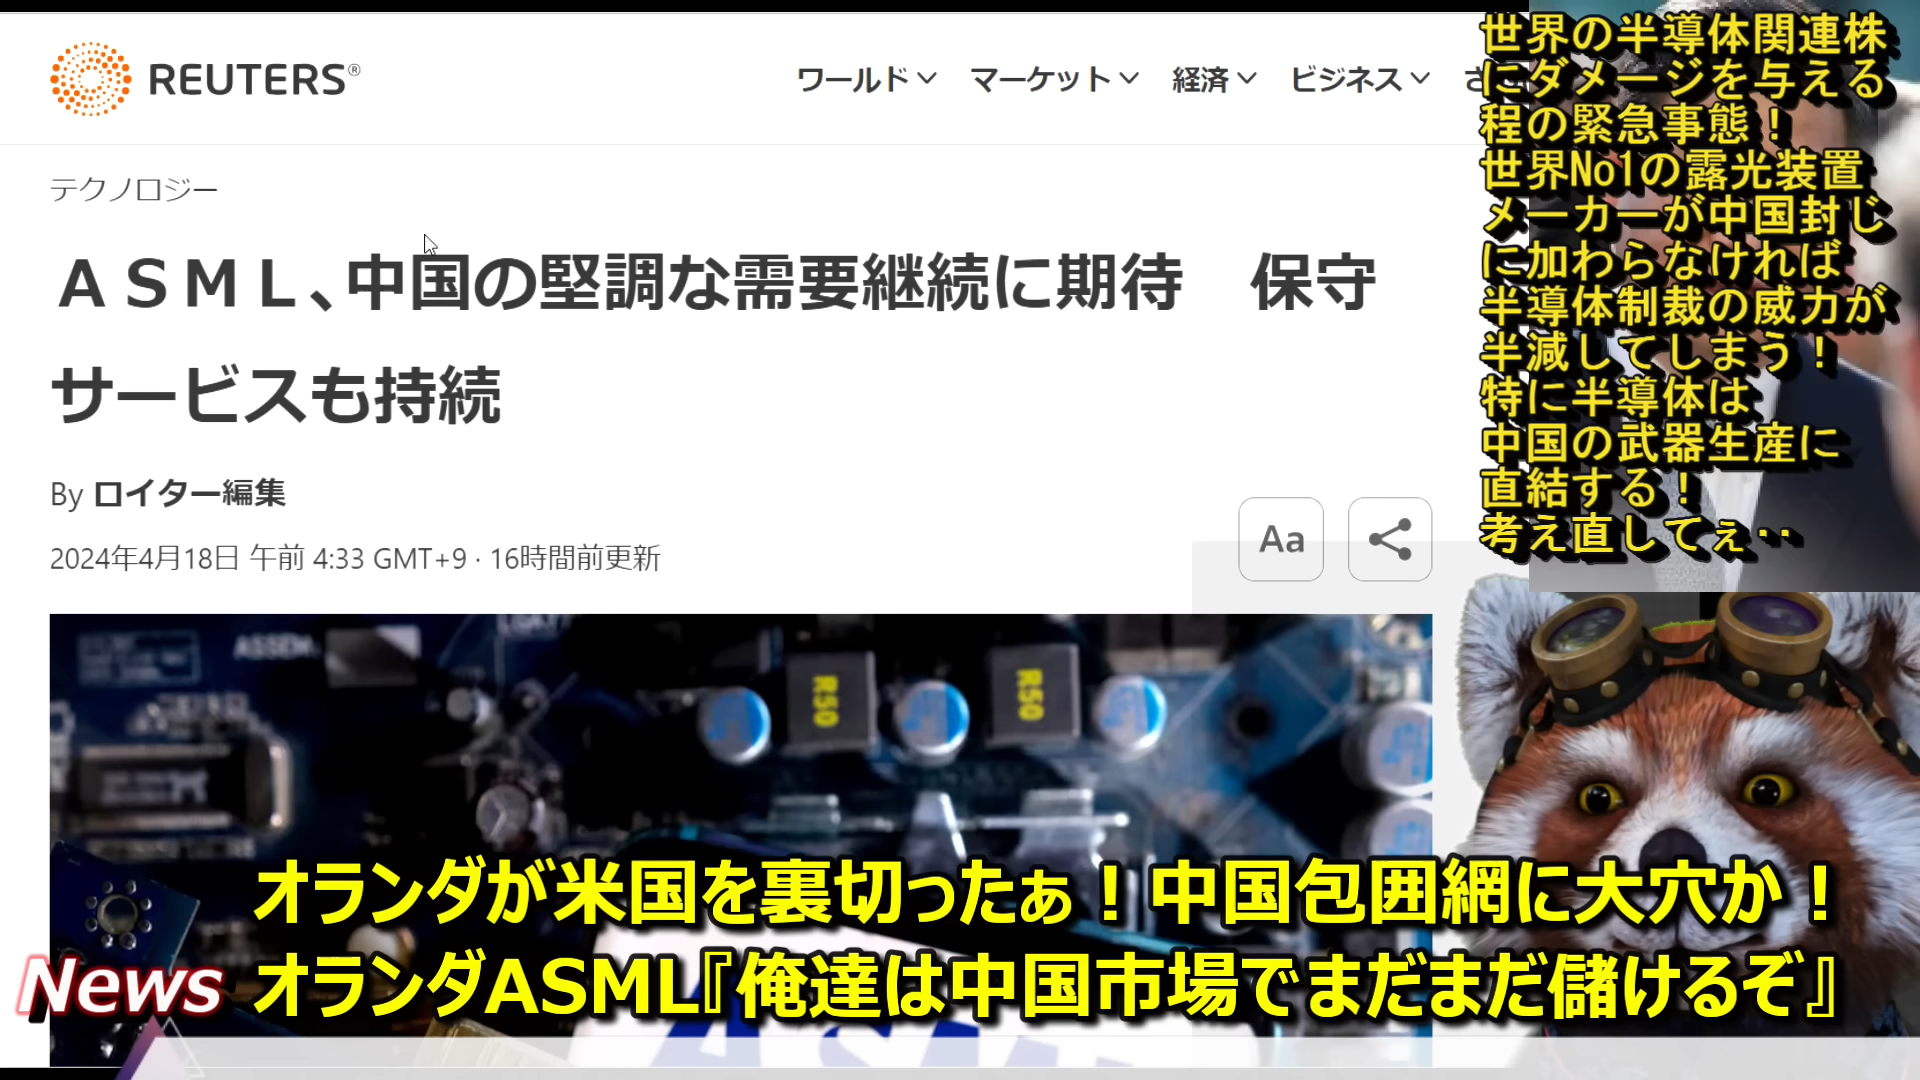 REUTERS®
ワールド マーケット 経済 ビジネス さ
テクノロジー
ＡＳＭＬ、中国の堅調な需要継続に期待　保守
サービスも持続
By ロイター編集
2024年4月18日 午前 4:33 GMT+9 · 16時間前更新
Aa
世界の半導体関連株
にダメージを与える
程の緊急事態！
世界No1の露光装置
メーカーが中国封じ
に加わらなければ
半導体制裁の威力が
半減してしまう！
特に半導体は
中国の武器生産に
直結する！
考え直してぇ‥
R50
R50
オランダが米国を裏切ったぁ！中国包囲網に大穴か！
News
オランダASML『俺達は中国市場でまだまだ儲けるぞ』